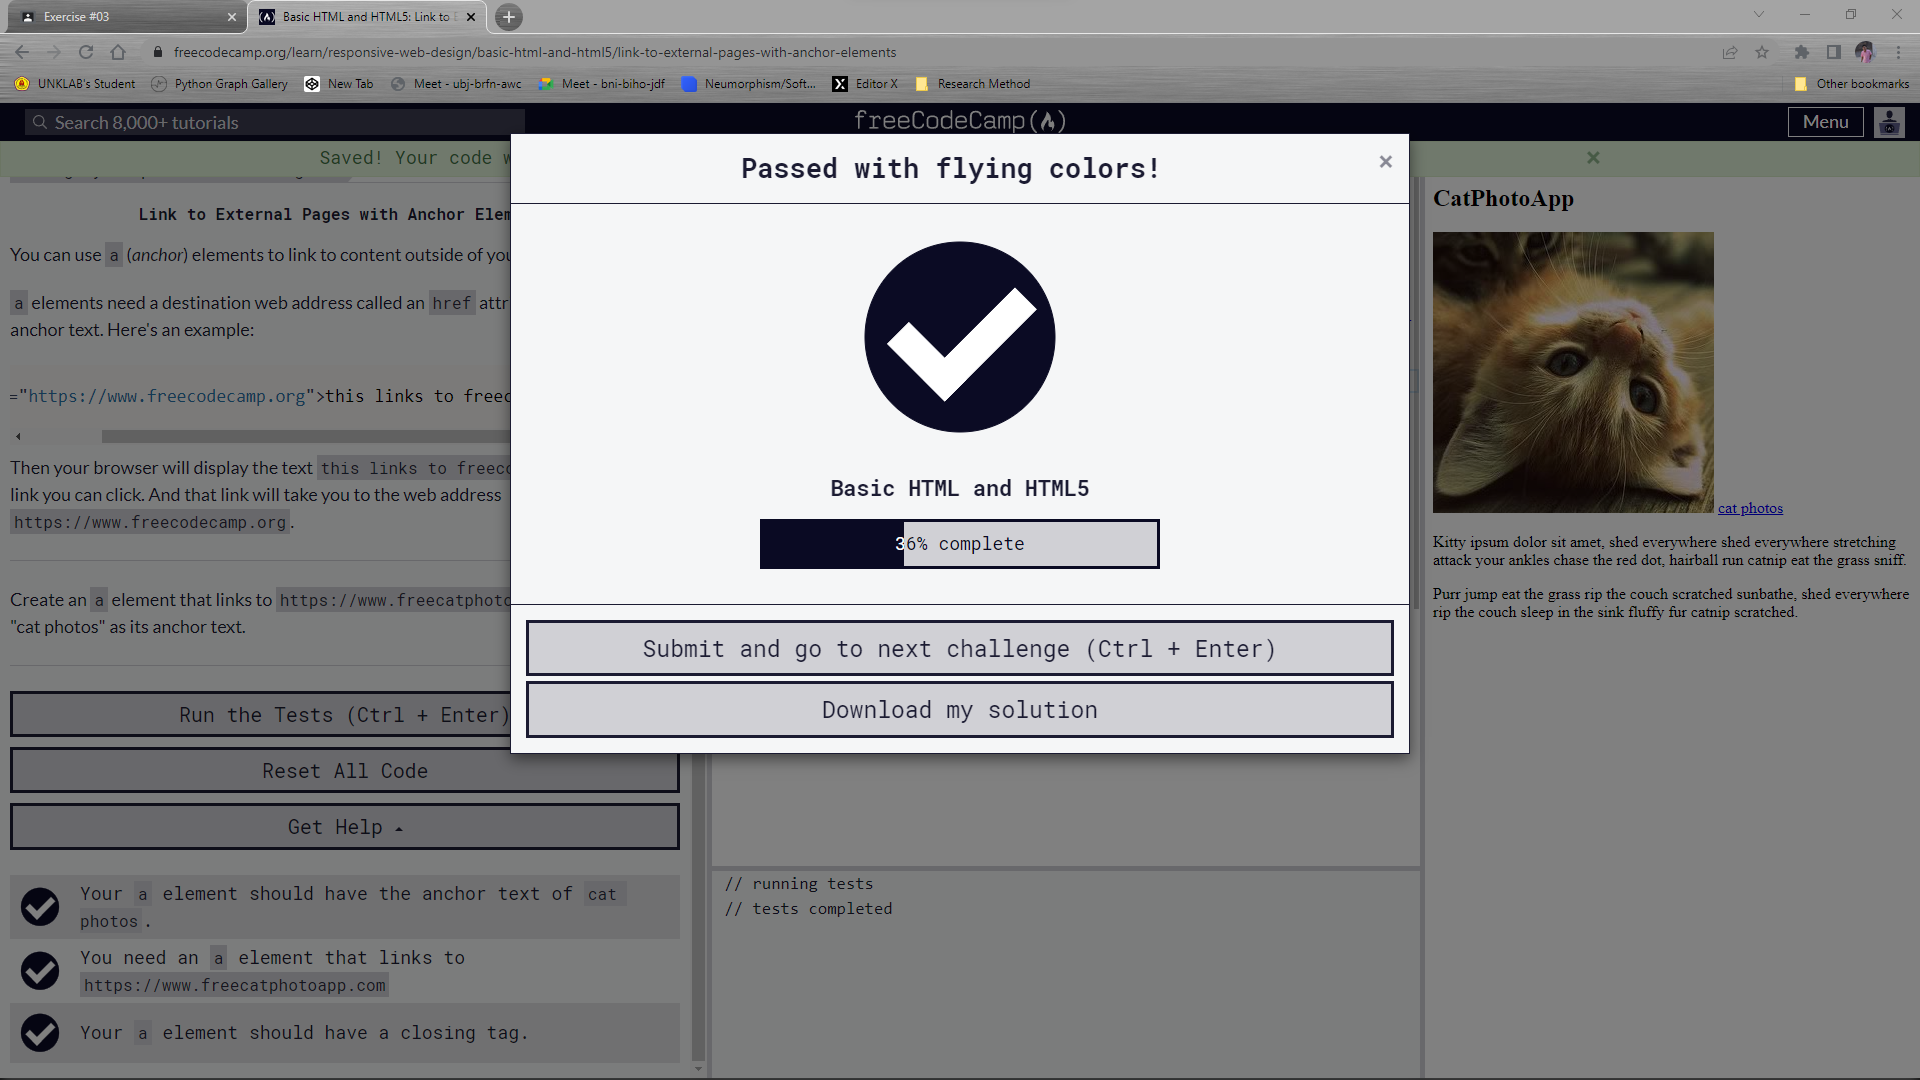 Exercise #03
Basic HTML and HTML5: Link to
freecodecamp.org/learn/responsive-web-design/basic-html-and-html5/link-to-external-pages-with-anchor-elements
UNKLAB's Student
Python Graph Gallery
New Tab
Meet - ubj-brfn-awc
Meet - bni-biho-jdf
Neumorphism/Soft...
Editor X
Research Method
Other bookmarks
Search 8,000+ tutorials
freeCodeCamp
Menu
Saved! Your code
Link to External Pages with Anchor Elem
You can use a (anchor) elements to link to content outside of you
a elements need a destination web address called an href attr
anchor text. Here's an example:
="https://www.freecodecamp.org">this links to freec
Then your browser will display the text this links to freec
link you can click. And that link will take you to the web address
https://www.freecodecamp.org.
Create an a element that links to https://www.freecatphoto
"cat photos" as its anchor text.
Run the Tests (Ctrl + Enter)
Reset All Code
Get Help
Your a element should have the anchor text of cat
photos.
You need an a element that links to
https://www.freecatphotoapp.com
Your a element should have a closing tag.
Passed with flying colors!
×
Basic HTML and HTML5
36% complete
Submit and go to next challenge (Ctrl + Enter)
Download my solution
// running tests
// tests completed
CatPhotoApp
cat photos
Kitty ipsum dolor sit amet, shed everywhere shed everywhere stretching
attack your ankles chase the red dot, hairball run catnip eat the grass sniff.
Purr jump eat the grass rip the couch scratched sunbathe, shed everywhere
rip the couch sleep in the sink fluffy fur catnip scratched.